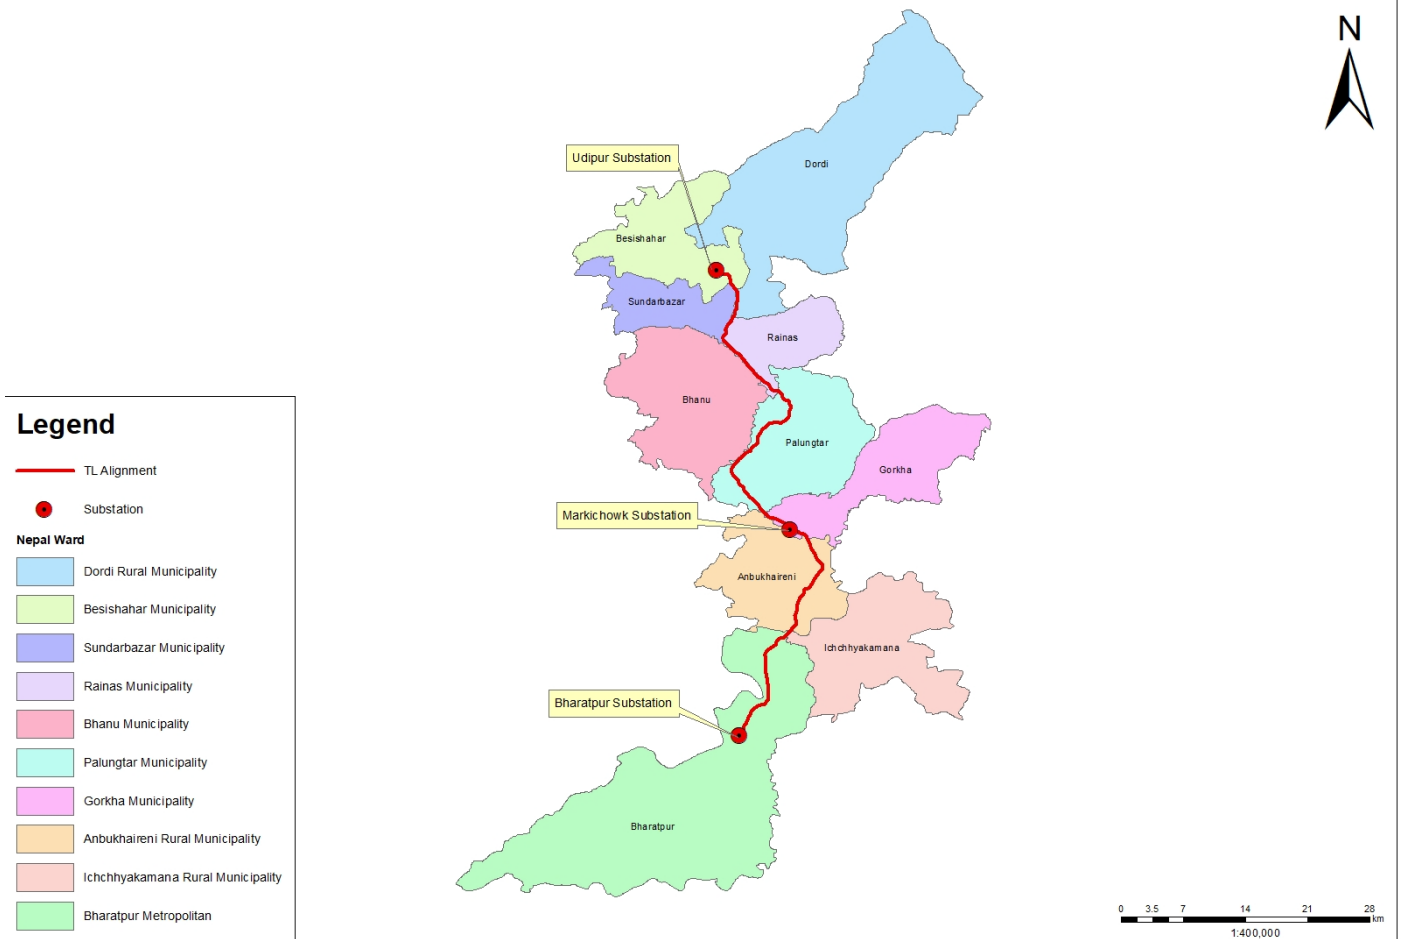 N
Dordi
Udipur Substation
Besishahar
Sundarbazar
Rainas
Bhanu
Palungtar
Gorkha
Markichowk Substation
Anbukhaireni
Ichchhyakamana
Bharatpur Substation
Bharatpur
Legend
TL Alignment
Substation
Nepal Ward
Dordi Rural Municipality
Besishahar Municipality
Sundarbazar Municipality
Rainas Municipality
Bhanu Municipality
Palungtar Municipality
Gorkha Municipality
Anbukhaireni Rural Municipality
Ichchhyakamana Rural Municipality
Bharatpur Metropolitan
0 3.5 7 14 21 28
km
1:400,000